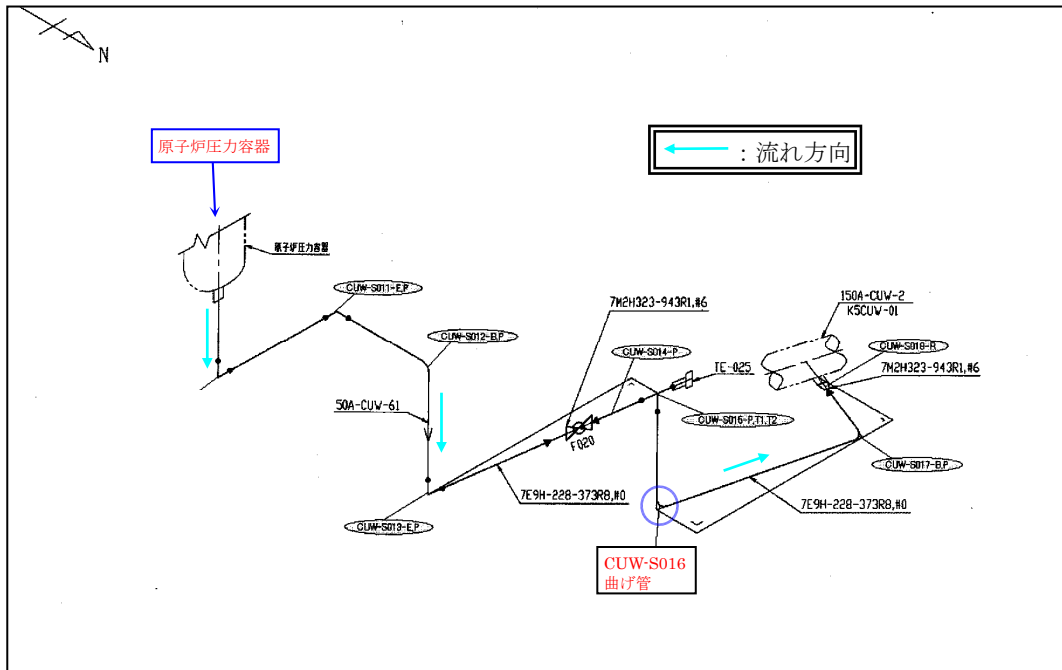 N
原子炉圧力容器
：流れ方向
原子炉圧力容器
CUW-S011-E,P
7M2H323-943R1,#6
150A-CUW-2
K5CUW-01
CUW-S012-B,P
CUW-S014-P
TE-025
CUW-S018-R
7M2H323-943R1,#6
50A-CUW-61
F020
CUW-S015-P,T1,T2
CUW-S017-B,P
7E9H-228-373R8,#0
7E9H-228-373R8,#0
CUW-S013-E,P
CUW-S016
曲げ管